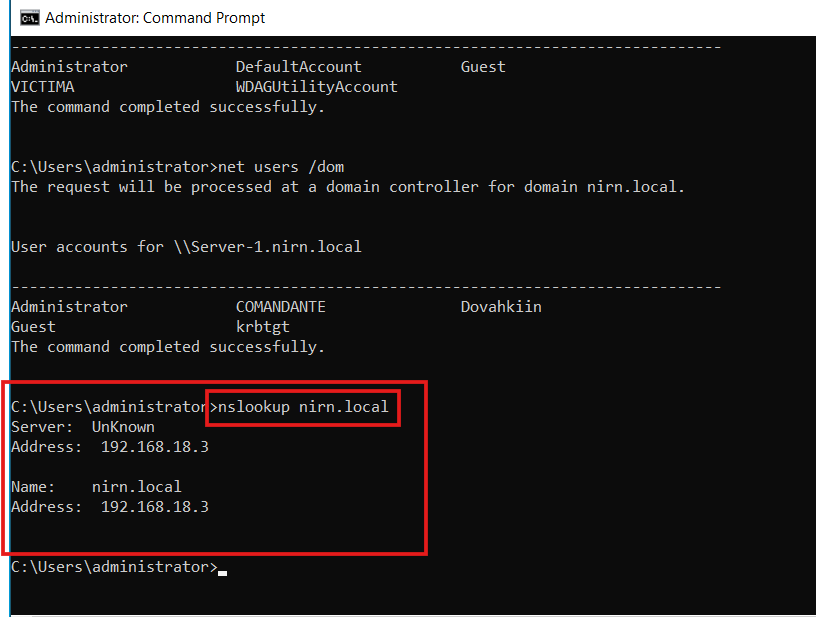 Administrator: Command Prompt
-------------------------------------------------------------------------------
Administrator            DefaultAccount           Guest
VICTIMA                  WDAGUtilityAccount
The command completed successfully.
C:\Users\administrator>net users /dom
The request will be processed at a domain controller for domain nirn.local.
User accounts for \\Server-1.nirn.local
-------------------------------------------------------------------------------
Administrator            COMANDANTE               Dovahkiin
Guest                    krbtgt
The command completed successfully.
C:\Users\administrator>nslookup nirn.local
Server:  UnKnown
Address:  192.168.18.3
Name:    nirn.local
Address:  192.168.18.3
C:\Users\administrator>